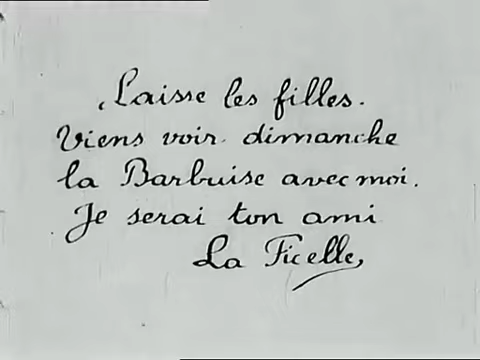 Laisse les filles.
Viens voir dimanche
la Barbuise avec moi.
Je serai ton ami
La Ficelle